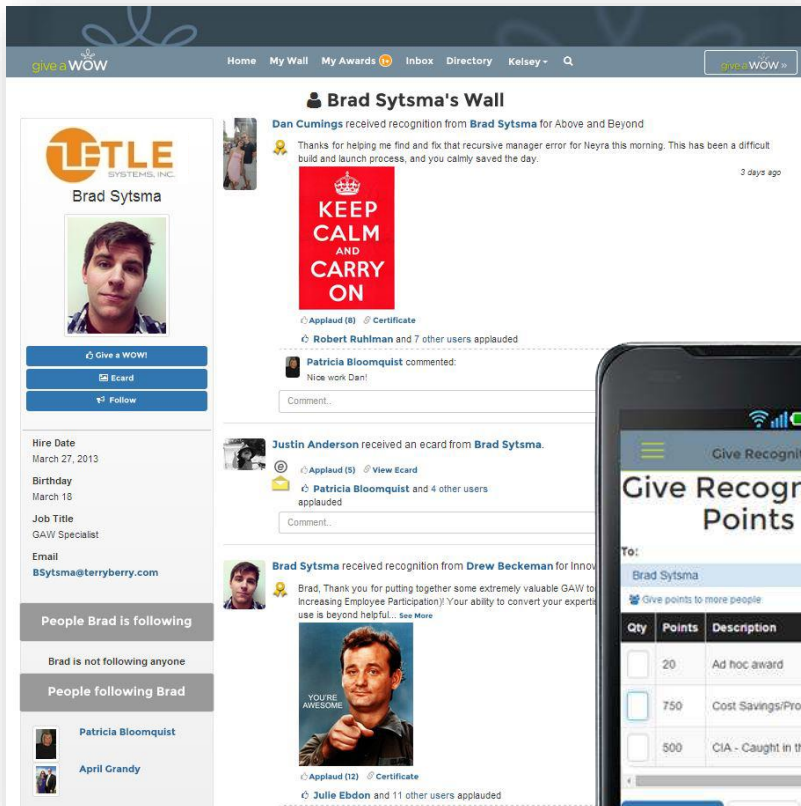 give a WOW
Home My Wall My Awards Inbox Directory Kelsey
give a WOW »
Brad Sytsma's Wall
TLE
SYSTEMS, INC.
Brad Sytsma
Give a WOW!
Ecard
Follow
Hire Date
March 27, 2013
Birthday
March 18
Job Title
GAW Specialist
Email
BSytsma@terryberry.com
People Brad is following
Brad is not following anyone
People following Brad
Patricia Bloomquist
April Grandy
Dan Cumings received recognition from Brad Sytsma for Above and Beyond
Thanks for helping me find and fix that recursive manager error for Neyra this morning. This has been a difficult
build and launch process, and you calmly saved the day.
3 days ago
KEEP
CALM
AND
CARRY
ON
Applaud (8) Certificate
Robert Ruhlman and 7 other users applauded
Patricia Bloomquist commented:
Nice work Dan!
Comment..
Justin Anderson received an ecard from Brad Sytsma.
Applaud (5) View Ecard
Patricia Bloomquist and 4 other users
applauded
Comment..
Brad Sytsma received recognition from Drew Beckeman for Innov
Brad, Thank you for putting together some extremely valuable GAW to
Increasing Employee Participation)! Your ability to convert your experti
use is beyond helpful... See More
YOU'RE
AWESOME
Applaud (12) Certificate
Julie Ebdon and 11 other users applauded
Give Recognit
Give Recogn
Points
To:
Brad Sytsma
Give points to more people
Qty Points Description
20 Ad hoc award
750 Cost Savings/Pro
500 CIA - Caught in th